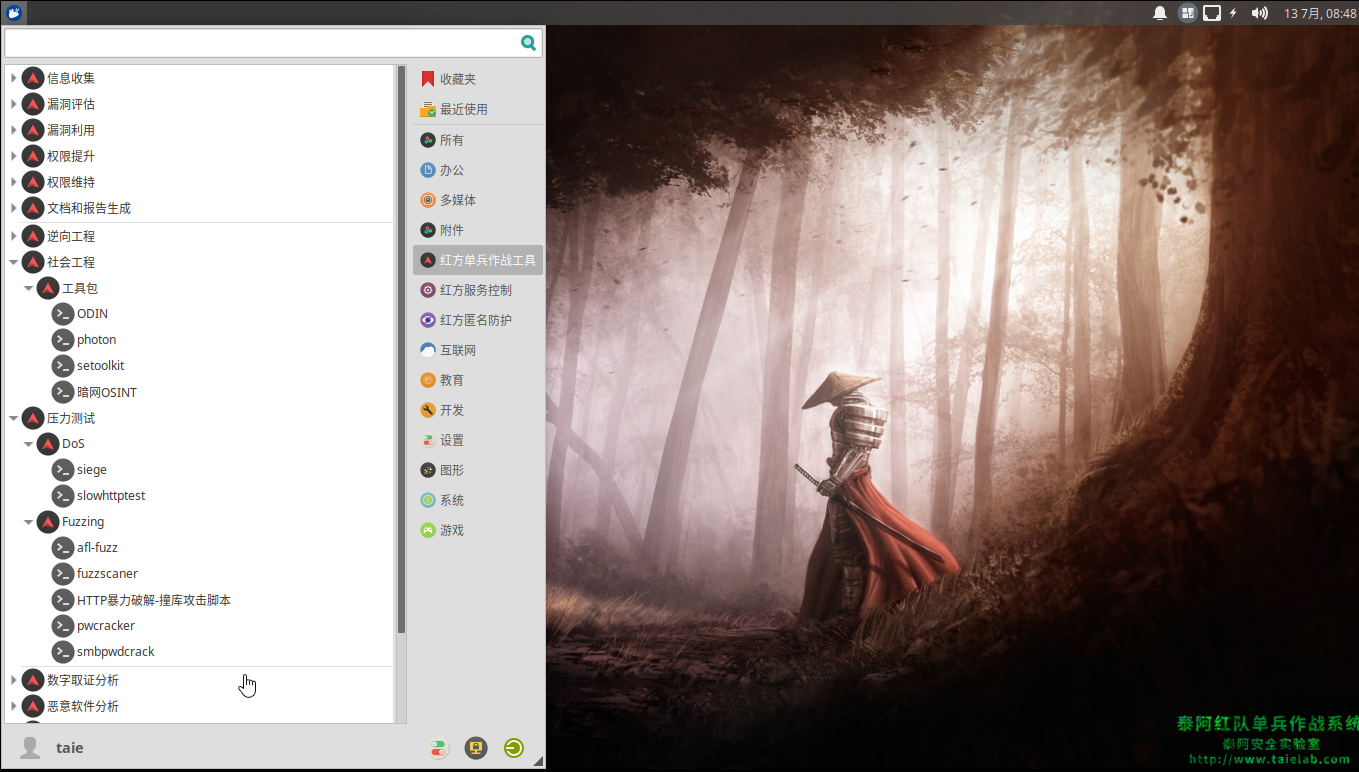 13 7月, 08:48
信息收集
漏洞评估
漏洞利用
权限提升
权限维持
文档和报告生成
逆向工程
社会工程
工具包
ODIN
photon
setoolkit
暗网OSINT
压力测试
DoS
siege
slowhttptest
Fuzzing
afl-fuzz
fuzzscaner
HTTP暴力破解-撞库攻击脚本
pwcracker
smbpwdcrack
数字取证分析
恶意软件分析
收藏夹
最近使用
所有
办公
多媒体
附件
红方单兵作战工具
红方服务控制
红方匿名防护
互联网
教育
开发
设置
图形
系统
游戏
taie
泰阿红队单兵作战系统
泰阿安全实验室
http://www.taielab.com